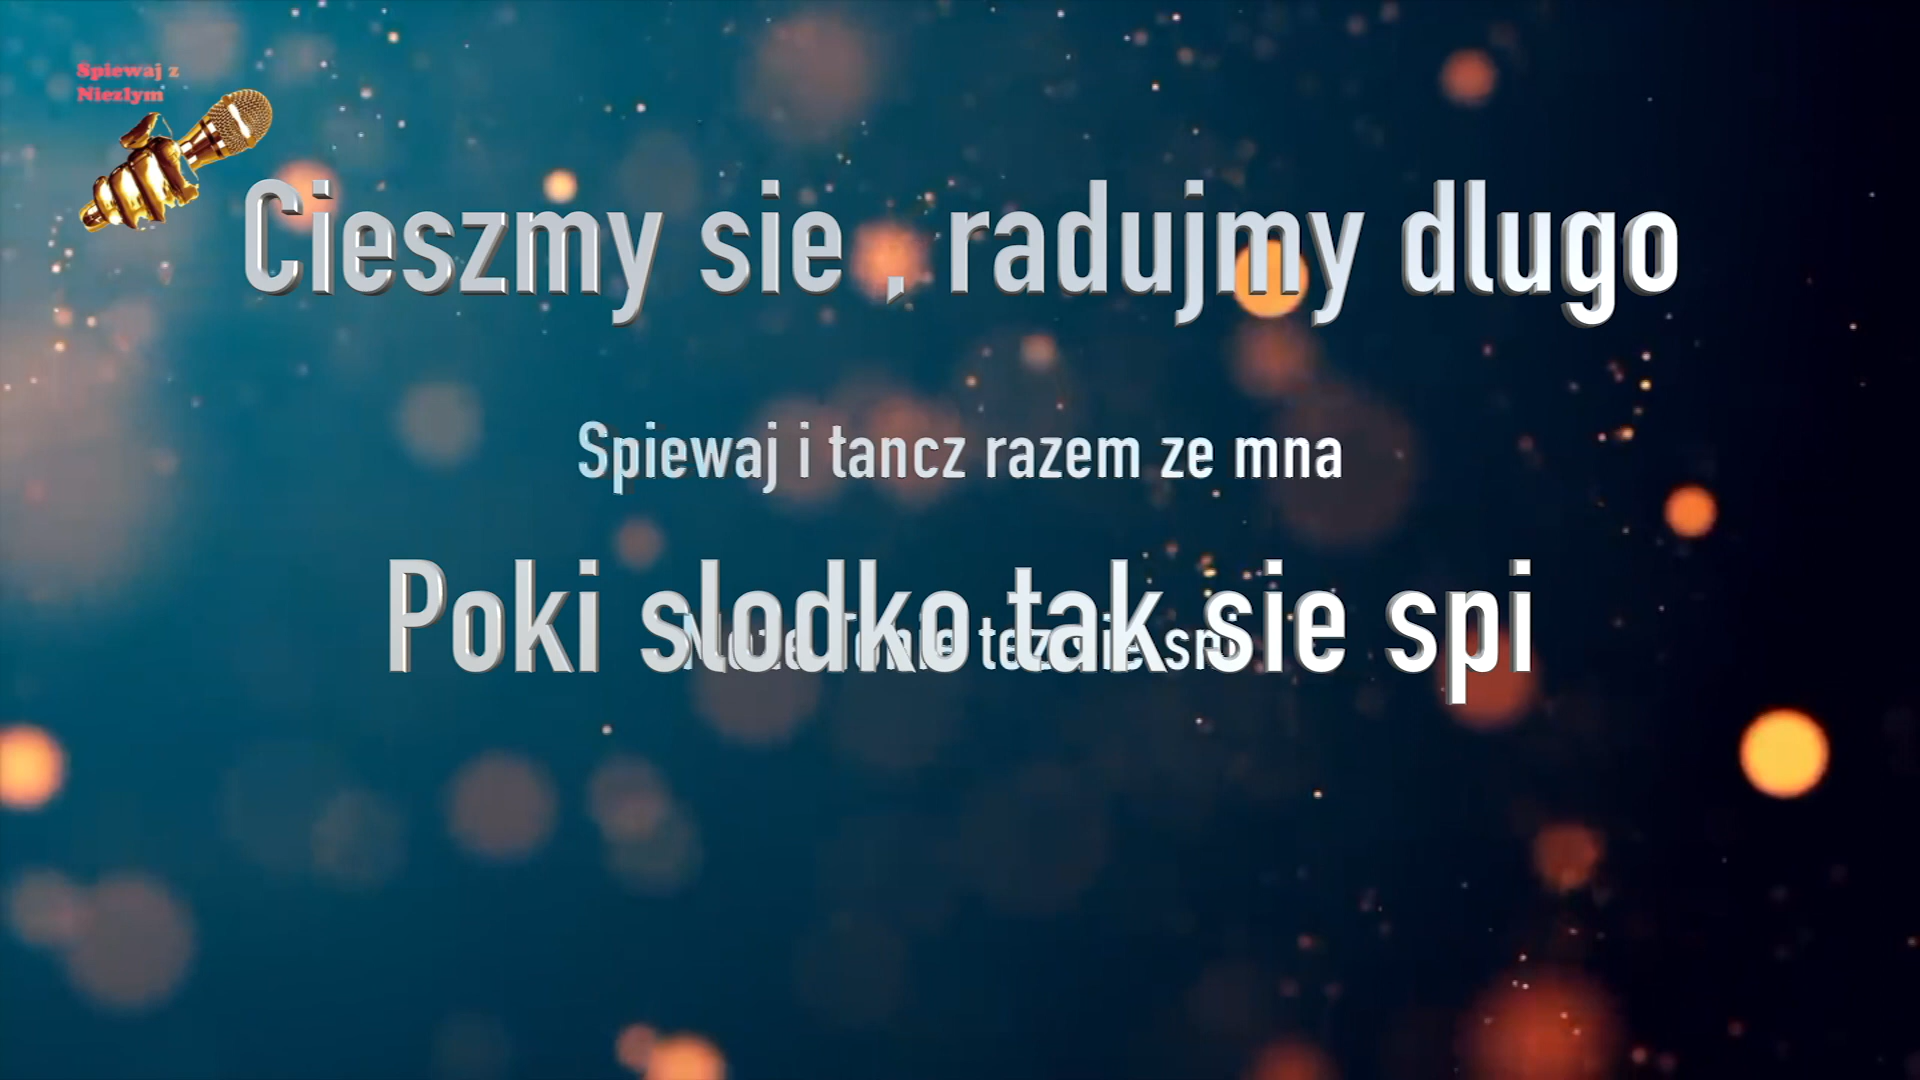 Spiewaj z
Niezlym
Cieszmy sie , radujmy dlugo
Spiewaj i tancz razem ze mna
Poki slodko tak sie spi